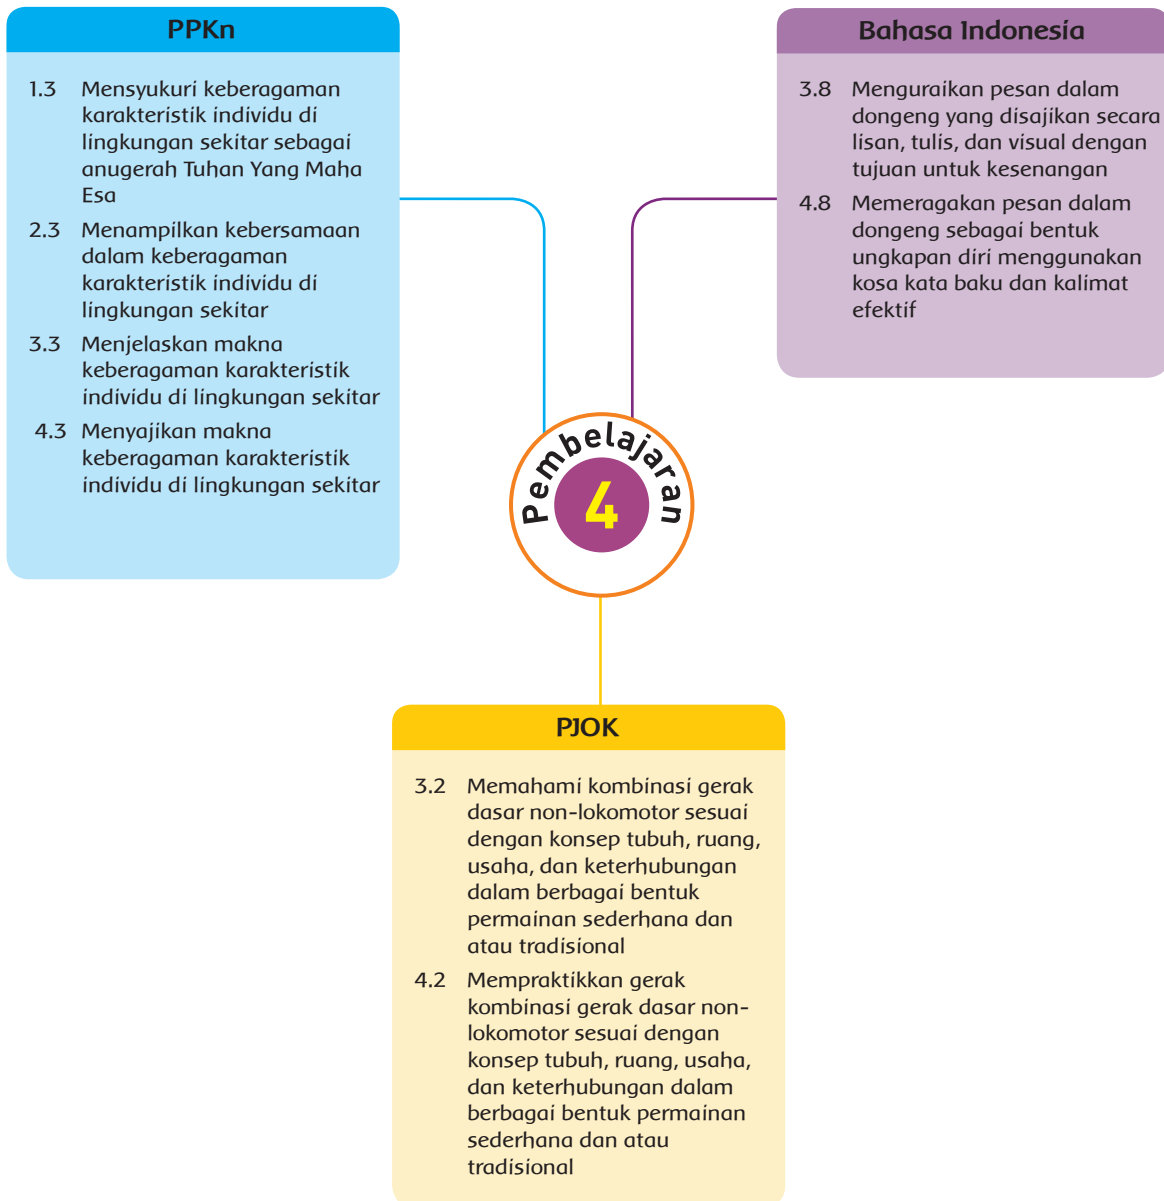 PPKn
1.3 Mensyukuri keberagaman
karakteristik individu di
lingkungan sekitar sebagai
anugerah Tuhan Yang Maha
Esa
2.3 Menampilkan kebersamaan
dalam keberagaman
karakteristik individu di
lingkungan sekitar
3.3 Menjelaskan makna
keberagaman karakteristik
individu di lingkungan sekitar
4.3 Menyajikan makna
keberagaman karakteristik
individu di lingkungan sekitar
Bahasa Indonesia
3.8 Menguraikan pesan dalam
dongeng yang disajikan secara
lisan, tulis, dan visual dengan
tujuan untuk kesenangan
4.8 Memeragakan pesan dalam
dongeng sebagai bentuk
ungkapan diri menggunakan
kosa kata baku dan kalimat
efektif
Pembelajaran
4
PJOK
3.2 Memahami kombinasi gerak
dasar non-lokomotor sesuai
dengan konsep tubuh, ruang,
usaha, dan keterhubungan
dalam berbagai bentuk
permainan sederhana dan
atau tradisional
4.2 Mempraktikkan gerak
kombinasi gerak dasar non-
lokomotor sesuai dengan
konsep tubuh, ruang, usaha,
dan keterhubungan dalam
berbagai bentuk permainan
sederhana dan atau
tradisional